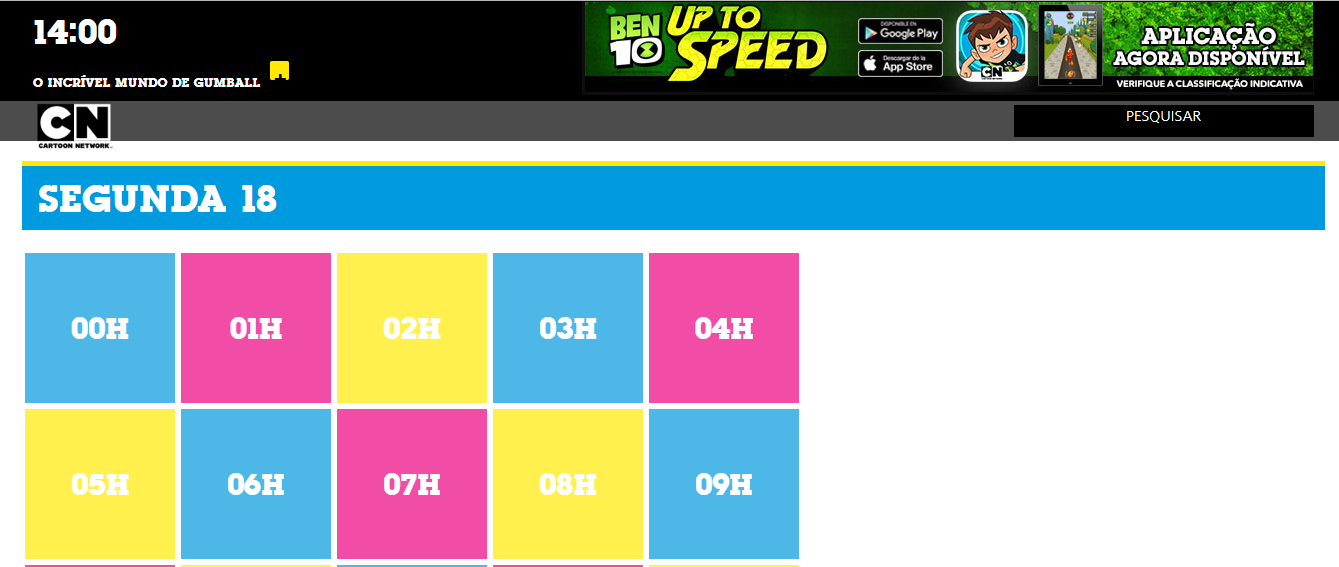 14:00
O INCRÍVEL MUNDO DE GUMBALL
BEN
10
UP TO
SPEED
DISPONIBLE EN
Google Play
Descargar de la
App Store
CN
APLICAÇÃO
AGORA DISPONÍVEL
VERIFIQUE A CLASSIFICAÇÃO INDICATIVA
CN
CARTOON NETWORK
PESQUISAR
SEGUNDA 18
00H 01H 02H 03H 04H
05H 06H 07H 08H 09H